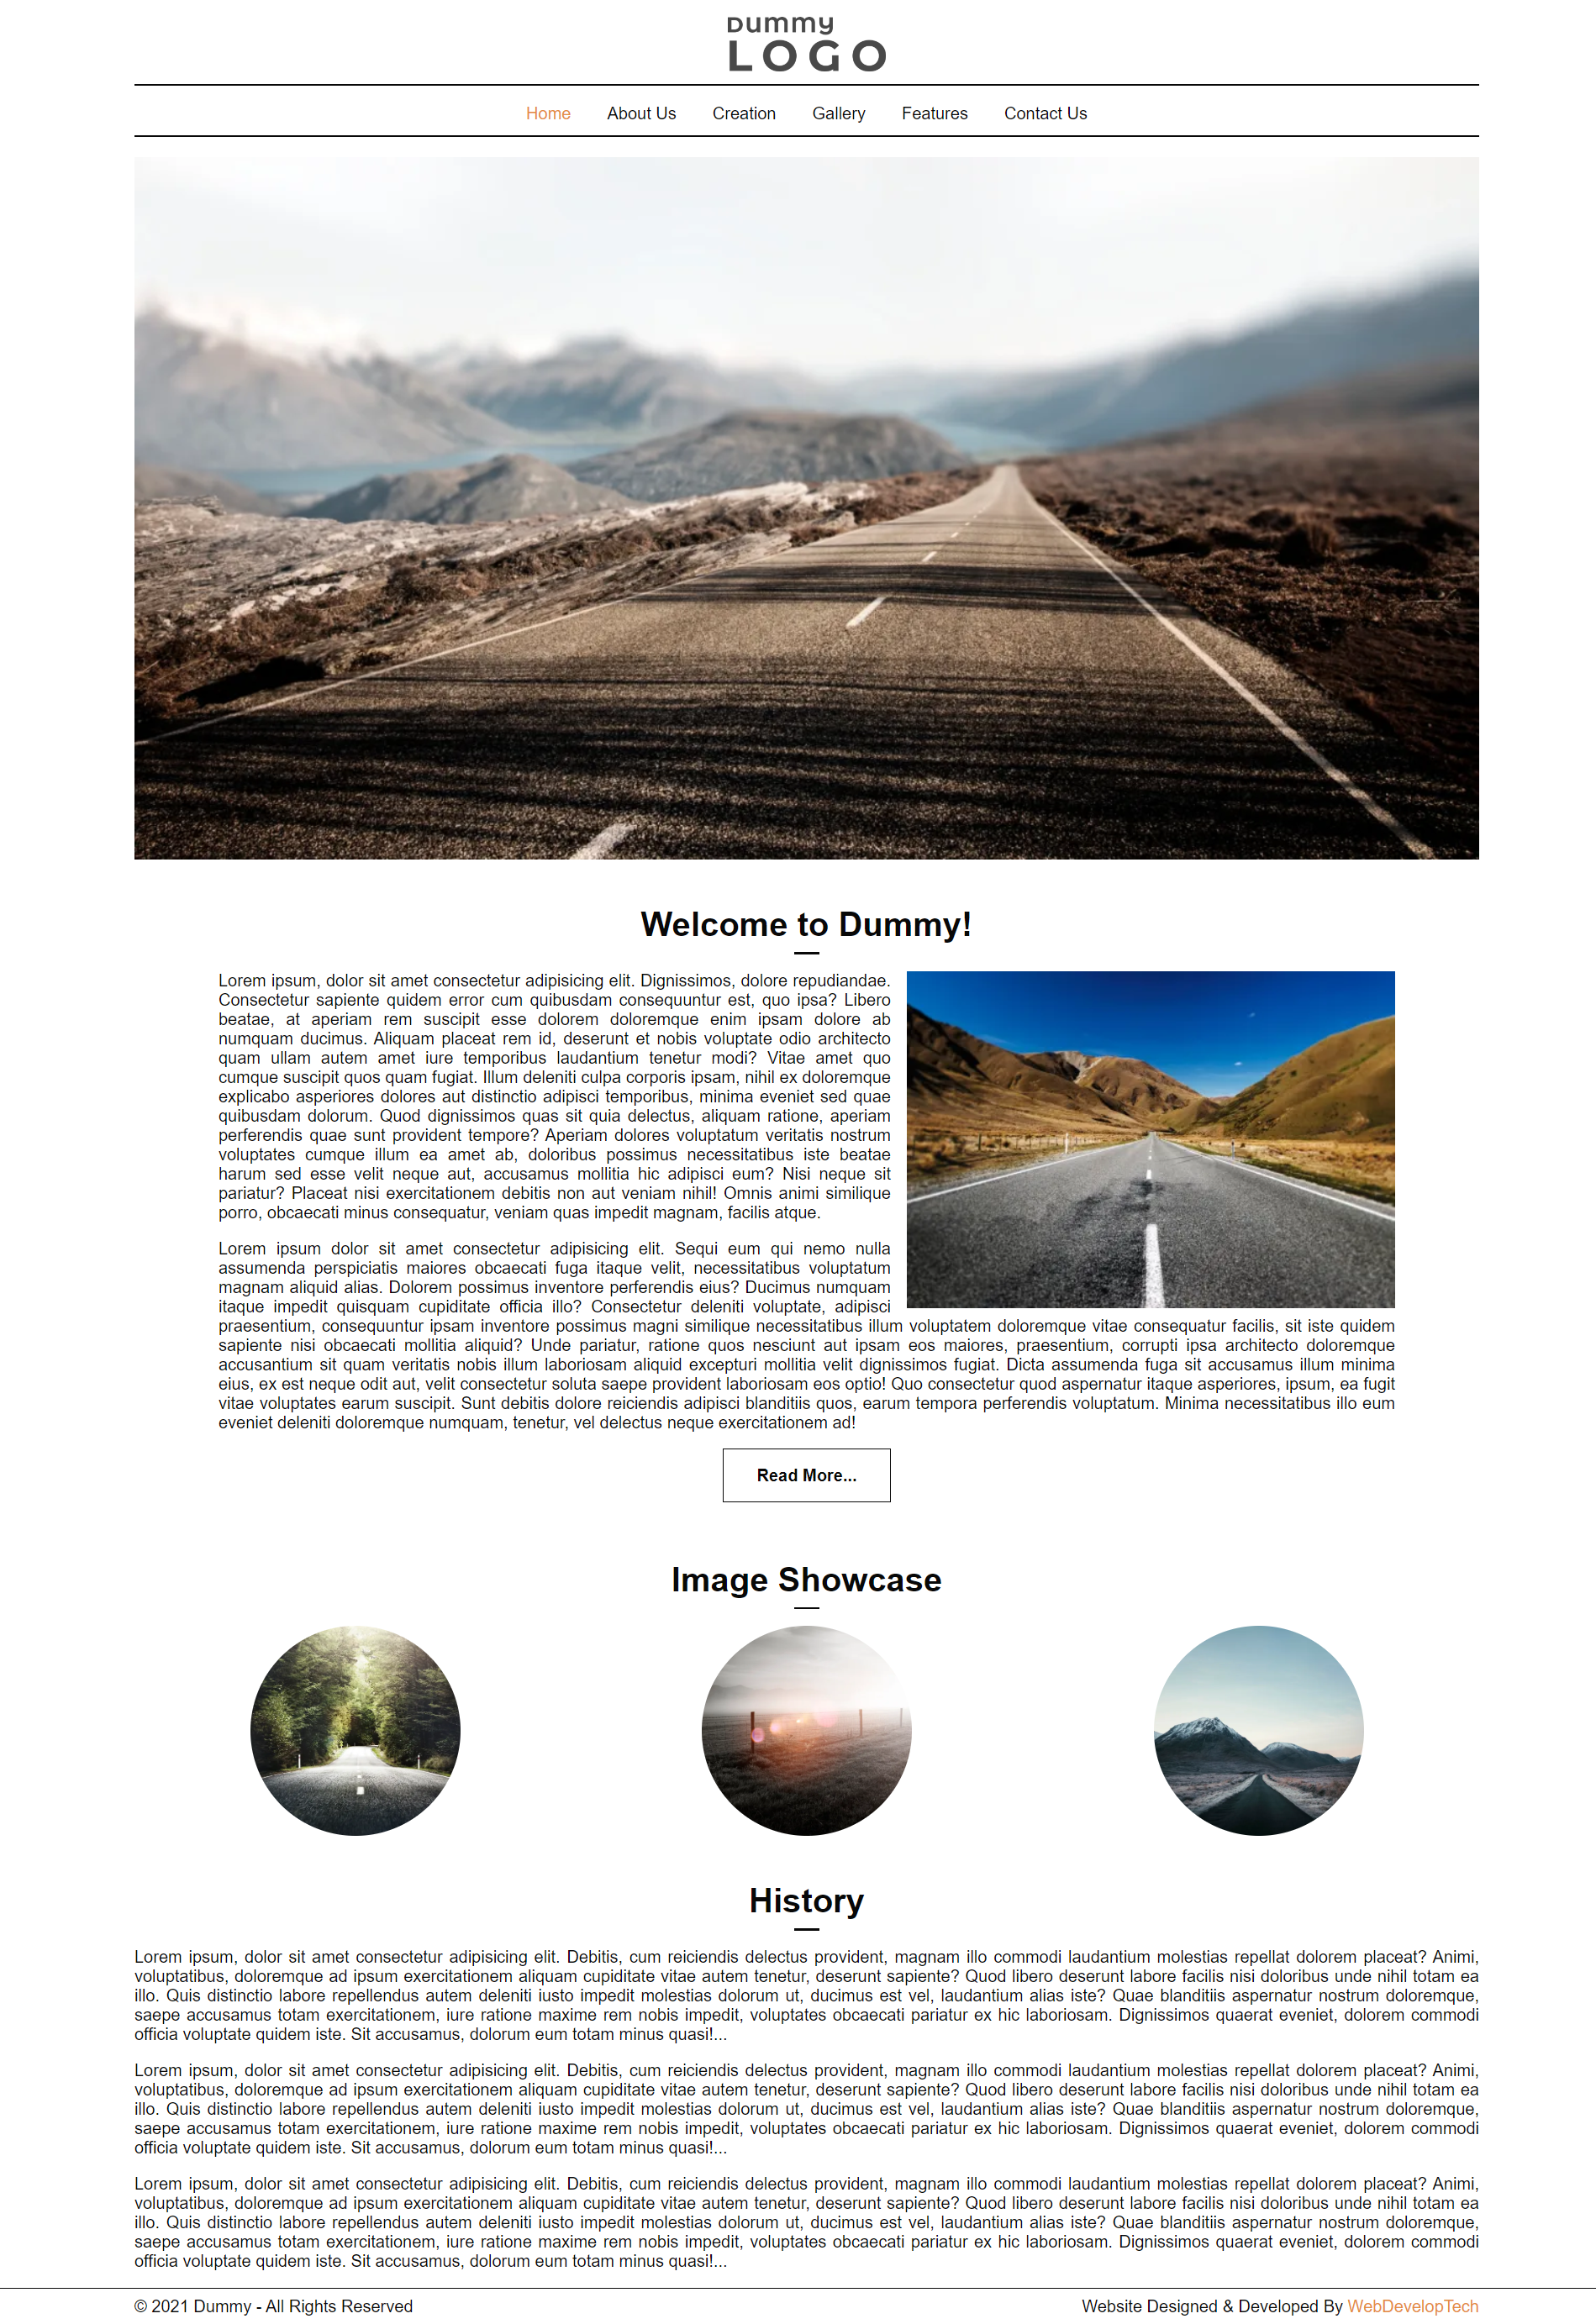 Dummy
LOGO
Home About Us Creation Gallery Features Contact Us
Welcome to Dummy!
Lorem ipsum, dolor sit amet consectetur adipisicing elit. Dignissimos, dolore repudiandae.
Consectetur sapiente quidem error cum quibusdam consequuntur est, quo ipsa? Libero
beatae, at aperiam rem suscipit esse dolorem doloremque enim ipsam dolore ab
numquam ducimus. Aliquam placeat rem id, deserunt et nobis voluptate odio architecto
quam ullam autem amet iure temporibus laudantium tenetur modi? Vitae amet quo
cumque suscipit quos quam fugiat. Illum deleniti culpa corporis ipsam, nihil ex doloremque
explicabo asperiores dolores aut distinctio adipisci temporibus, minima eveniet sed quae
quibusdam dolorum. Quod dignissimos quas sit quia delectus, aliquam ratione, aperiam
perferendis quae sunt provident tempore? Aperiam dolores voluptatum veritatis nostrum
voluptates cumque illum ea amet ab, doloribus possimus necessitatibus iste beatae
harum sed esse velit neque aut, accusamus mollitia hic adipisci eum? Nisi neque sit
pariatur? Placeat nisi exercitationem debitis non aut veniam nihil! Omnis animi similique
porro, obcaecati minus consequatur, veniam quas impedit magnam, facilis atque.
Lorem ipsum dolor sit amet consectetur adipisicing elit. Sequi eum qui nemo nulla
assumenda perspiciatis maiores obcaecati fuga itaque velit, necessitatibus voluptatum
magnam aliquid alias. Dolorem possimus inventore perferendis eius? Ducimus numquam
itaque impedit quisquam cupiditate officia illo? Consectetur deleniti voluptate, adipisci
praesentium, consequuntur ipsam inventore possimus magni similique necessitatibus illum voluptatem doloremque vitae consequatur facilis, sit iste quidem
sapiente nisi obcaecati mollitia aliquid? Unde pariatur, ratione quos nesciunt aut ipsam eos maiores, praesentium, corrupti ipsa architecto doloremque
accusantium sit quam veritatis nobis illum laboriosam aliquid excepturi mollitia velit dignissimos fugiat. Dicta assumenda fuga sit accusamus illum minima
eius, ex est neque odit aut, velit consectetur soluta saepe provident laboriosam eos optio! Quo consectetur quod aspernatur itaque asperiores, ipsum, ea fugit
vitae voluptates earum suscipit. Sunt debitis dolore reiciendis adipisci blanditiis quos, earum tempora perferendis voluptatum. Minima necessitatibus illo eum
eveniet deleniti doloremque numquam, tenetur, vel delectus neque exercitationem ad!
Read More...
Image Showcase
History
Lorem ipsum, dolor sit amet consectetur adipisicing elit. Debitis, cum reiciendis delectus provident, magnam illo commodi laudantium molestias repellat dolorem placeat? Animi,
voluptatibus, doloremque ad ipsum exercitationem aliquam cupiditate vitae autem tenetur, deserunt sapiente? Quod libero deserunt labore facilis nisi doloribus unde nihil totam ea
illo. Quis distinctio labore repellendus autem deleniti iusto impedit molestias dolorum ut, ducimus est vel, laudantium alias iste? Quae blanditiis aspernatur nostrum doloremque,
saepe accusamus totam exercitationem, iure ratione maxime rem nobis impedit, voluptates obcaecati pariatur ex hic laboriosam. Dignissimos quaerat eveniet, dolorem commodi
officia voluptate quidem iste. Sit accusamus, dolorum eum totam minus quasi!...
Lorem ipsum, dolor sit amet consectetur adipisicing elit. Debitis, cum reiciendis delectus provident, magnam illo commodi laudantium molestias repellat dolorem placeat? Animi,
voluptatibus, doloremque ad ipsum exercitationem aliquam cupiditate vitae autem tenetur, deserunt sapiente? Quod libero deserunt labore facilis nisi doloribus unde nihil totam ea
illo. Quis distinctio labore repellendus autem deleniti iusto impedit molestias dolorum ut, ducimus est vel, laudantium alias iste? Quae blanditiis aspernatur nostrum doloremque,
saepe accusamus totam exercitationem, iure ratione maxime rem nobis impedit, voluptates obcaecati pariatur ex hic laboriosam. Dignissimos quaerat eveniet, dolorem commodi
officia voluptate quidem iste. Sit accusamus, dolorum eum totam minus quasi!...
Lorem ipsum, dolor sit amet consectetur adipisicing elit. Debitis, cum reiciendis delectus provident, magnam illo commodi laudantium molestias repellat dolorem placeat? Animi,
voluptatibus, doloremque ad ipsum exercitationem aliquam cupiditate vitae autem tenetur, deserunt sapiente? Quod libero deserunt labore facilis nisi doloribus unde nihil totam ea
illo. Quis distinctio labore repellendus autem deleniti iusto impedit molestias dolorum ut, ducimus est vel, laudantium alias iste? Quae blanditiis aspernatur nostrum doloremque,
saepe accusamus totam exercitationem, iure ratione maxime rem nobis impedit, voluptates obcaecati pariatur ex hic laboriosam. Dignissimos quaerat eveniet, dolorem commodi
officia voluptate quidem iste. Sit accusamus, dolorum eum totam minus quasi!...
© 2021 Dummy - All Rights Reserved Website Designed & Developed By WebDevelopTech